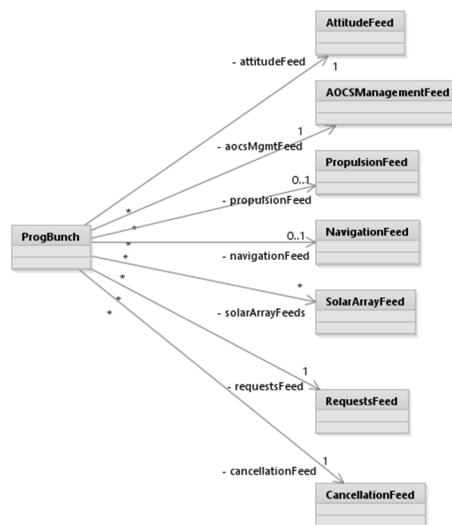 AttitudeFeed
- attitudeFeed
1
AOCSManagementFeed
1
- aocsMgmtFeed
PropulsionFeed
0..1
- propulsionFeed
*
*
ProgBunch
NavigationFeed
0..1
*
- navigationFeed
*
*
SolarArrayFeed
*
*
- solarArrayFeeds
*
RequestsFeed
1
- requestsFeed
CancellationFeed
1
- cancellationFeed